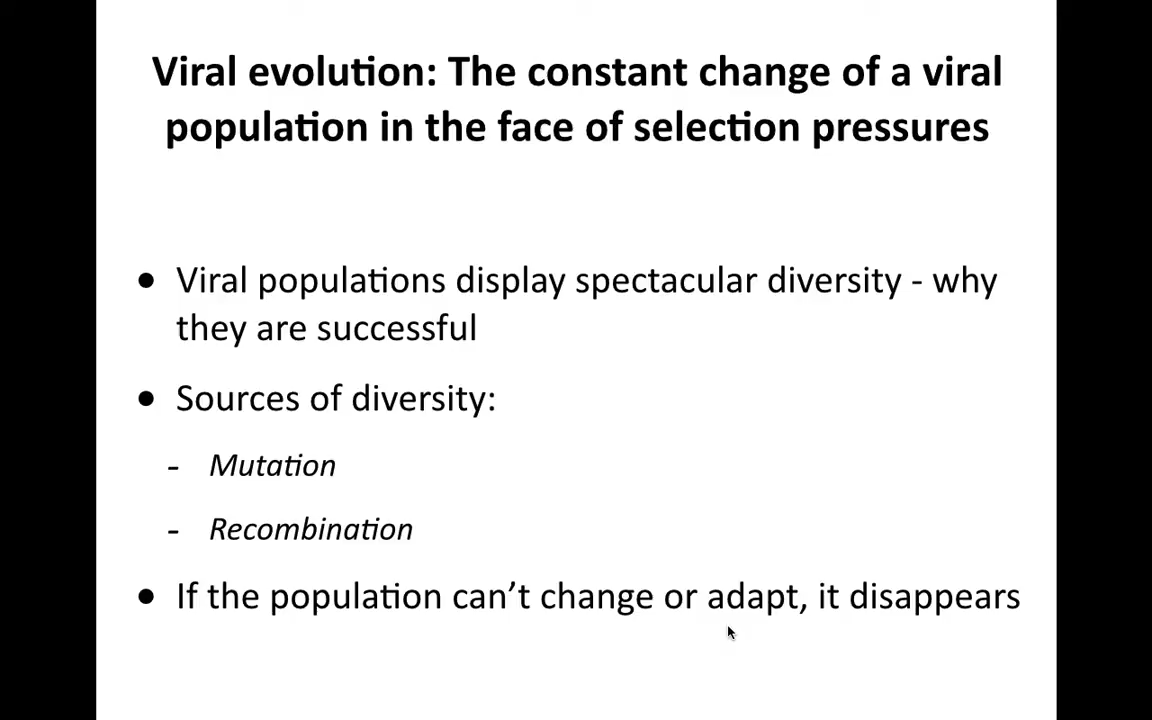 Viral evolution: The constant change of a viral
population in the face of selection pressures
• Viral populations display spectacular diversity - why
they are successful
• Sources of diversity:
- Mutation
- Recombination
• If the population can’t change or adapt, it disappears